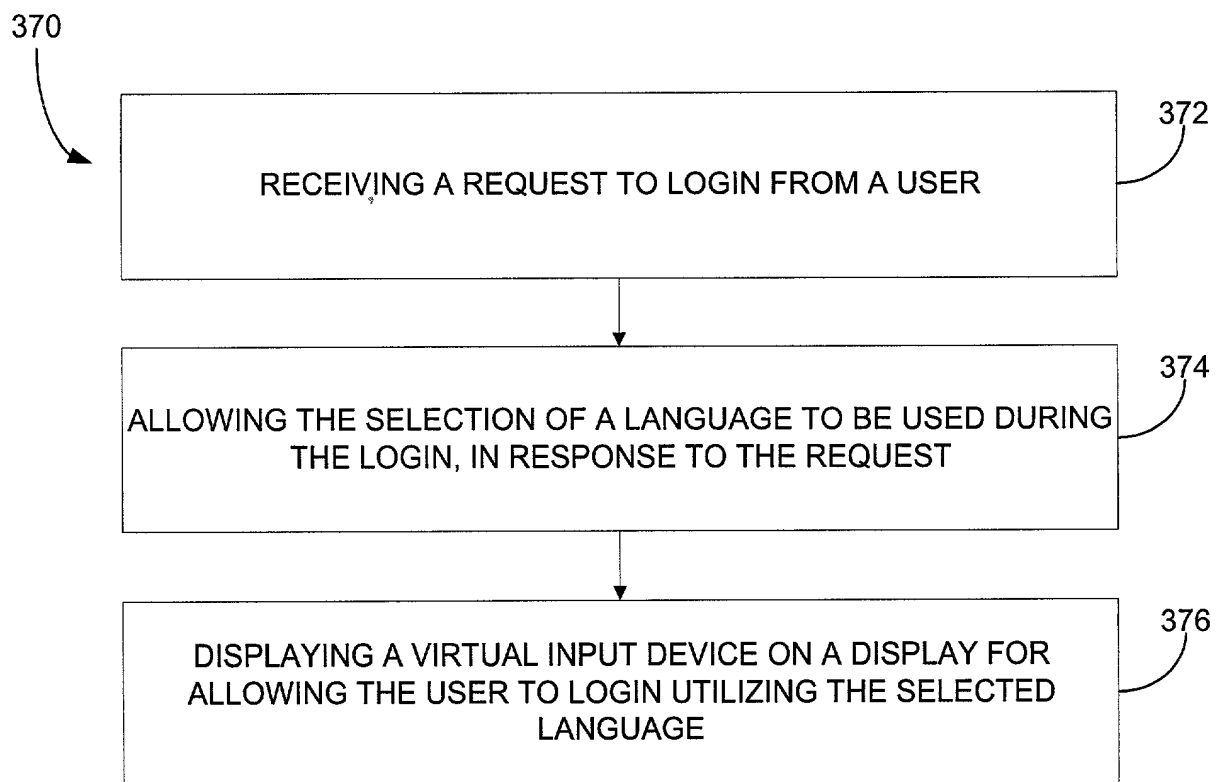 370
372
RECEIVING A REQUEST TO LOGIN FROM A USER
374
ALLOWING THE SELECTION OF A LANGUAGE TO BE USED DURING
THE LOGIN, IN RESPONSE TO THE REQUEST
376
DISPLAYING A VIRTUAL INPUT DEVICE ON A DISPLAY FOR
ALLOWING THE USER TO LOGIN UTILIZING THE SELECTED
LANGUAGE